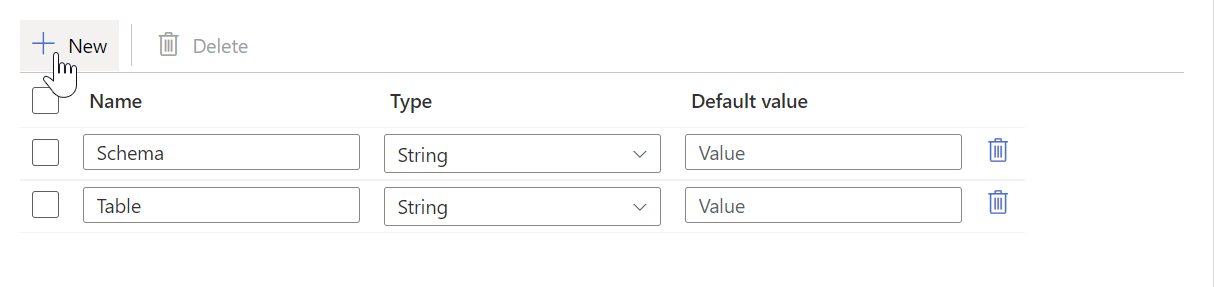 New Delete
Name Type Default value
Schema String Value
Table String Value